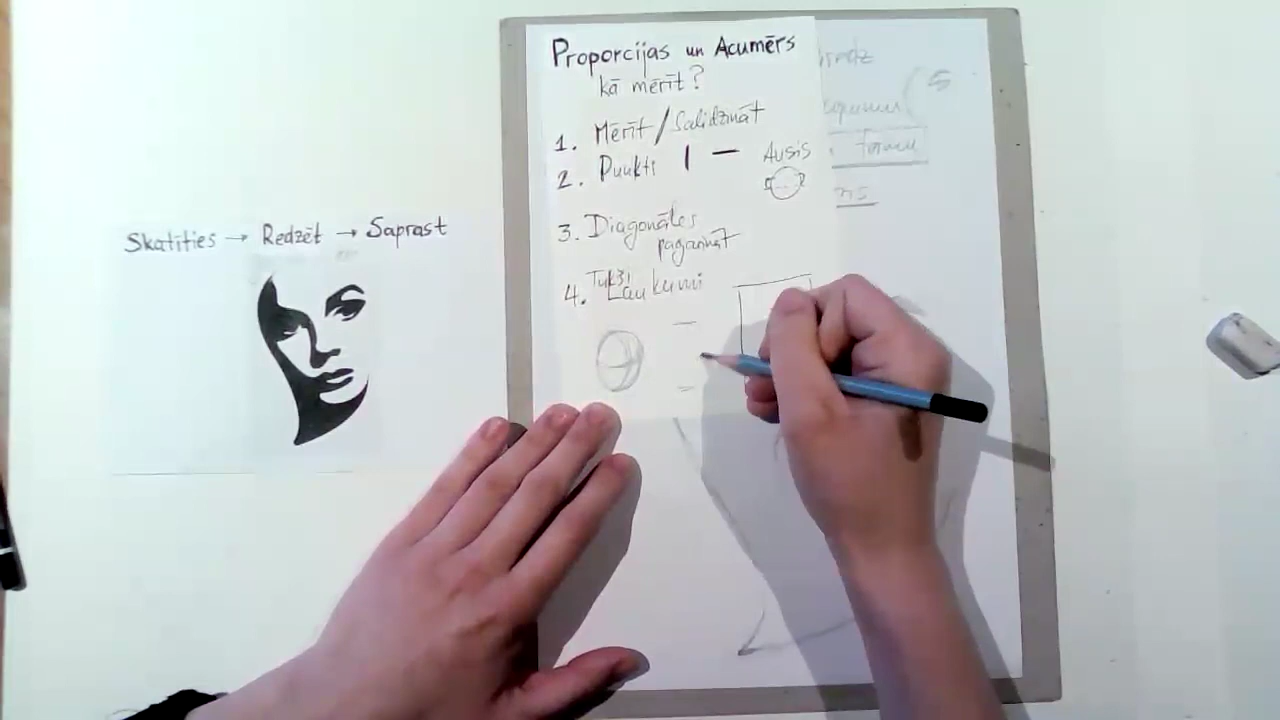 Skatīties → Redzēt → Saprast
Proporcijas un Acumērs
kā mērīt?
1. Mērīt/Salīdzināt
2. Punkti
Ausis
3. Diagonāles
pagarināt
4. Tukši
Laukumi
5